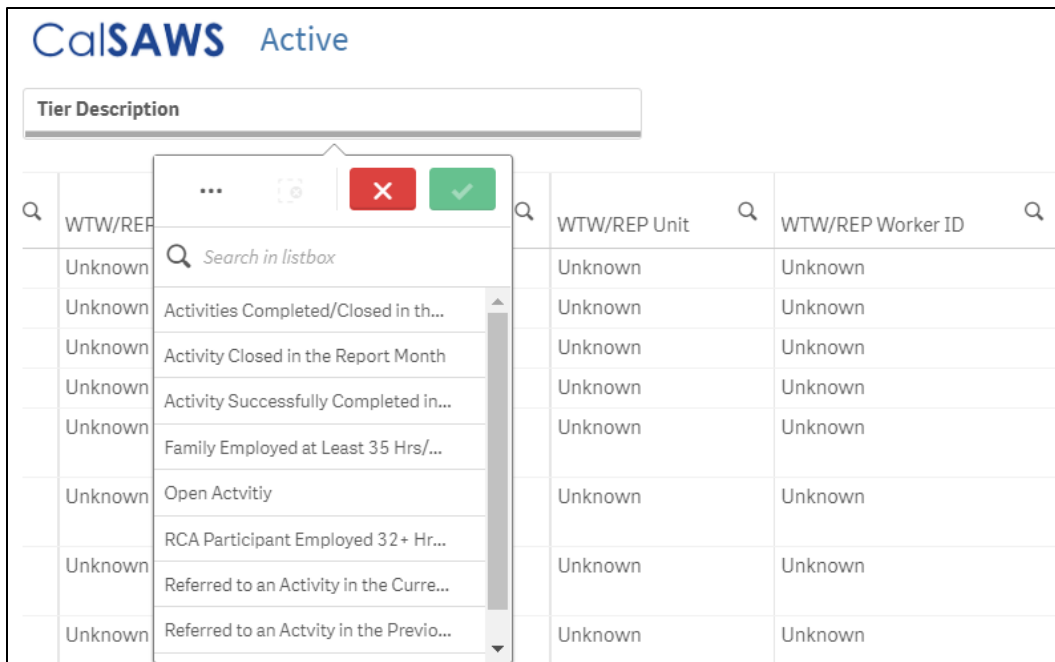 CalSAWS Active
Tier Description
WTW/REP
WTW/REP Unit
WTW/REP Worker ID
Search in listbox
Unknown Unknown Unknown
Activities Completed/Closed in th...
Unknown Unknown Unknown
Activity Closed in the Report Month
Unknown Unknown Unknown
Activity Successfully Completed in...
Unknown Unknown Unknown
Unknown Unknown Unknown
Family Employed at Least 35 Hrs/...
Open Actvitiy
Unknown Unknown Unknown
RCA Participant Employed 32+ Hr...
Unknown Unknown Unknown
Referred to an Activity in the Curre...
Referred to an Actvity in the Previo...
Unknown Unknown Unknown